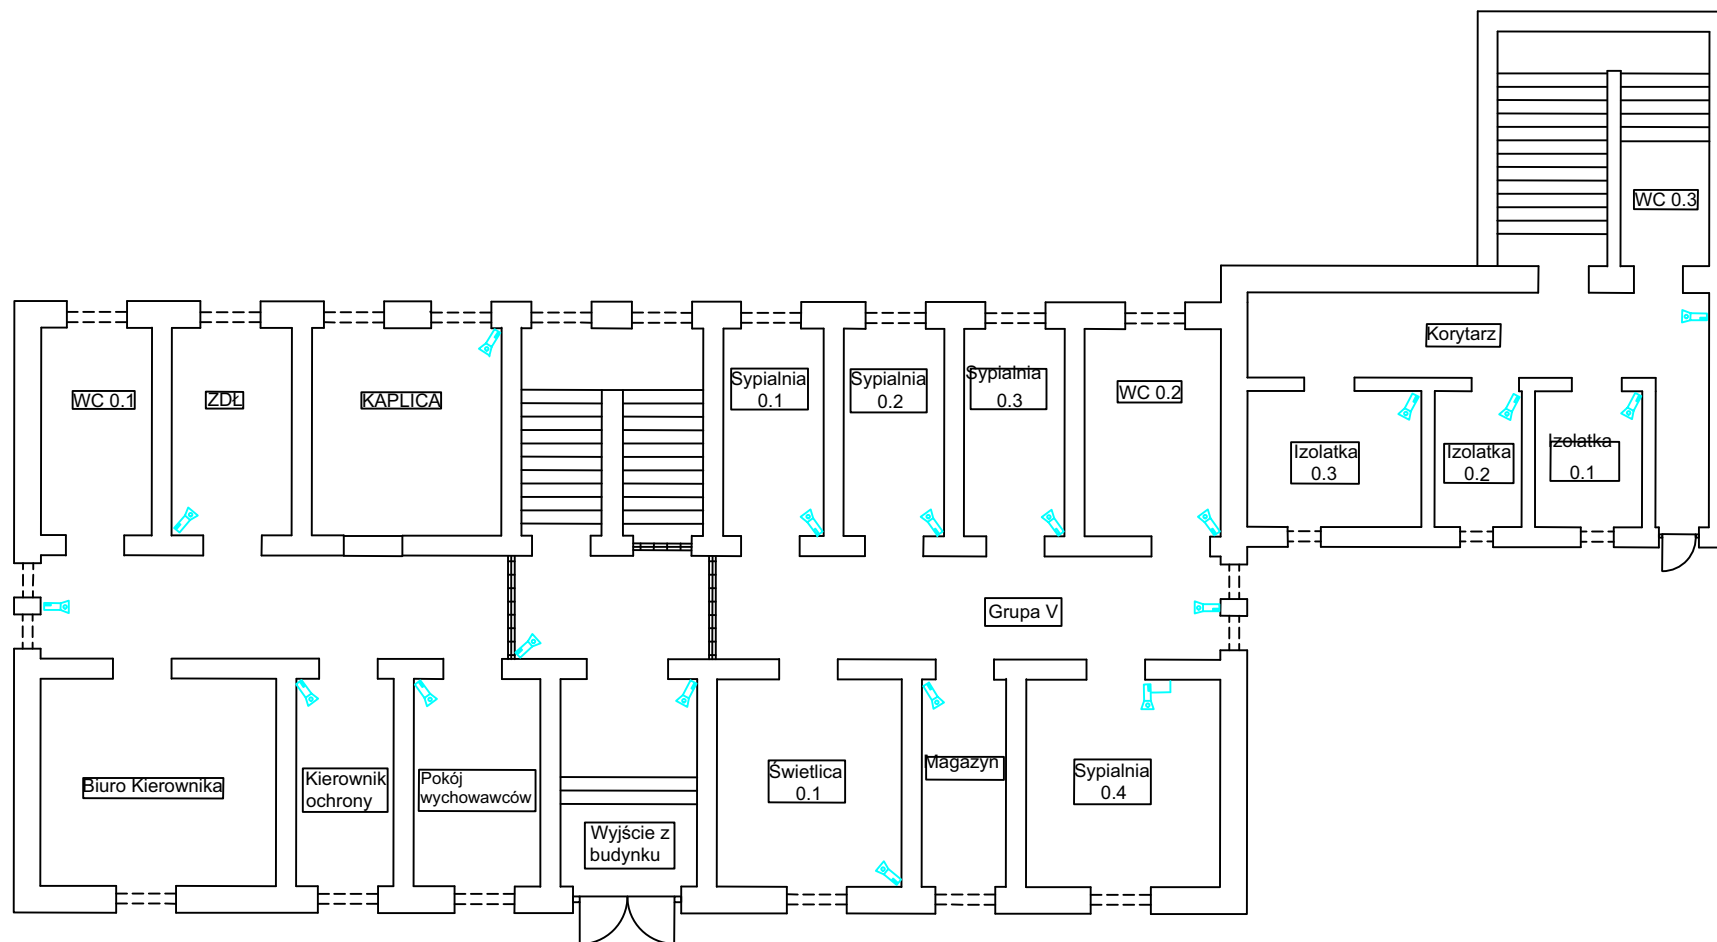 WC 0.3
Korytarz
WC 0.1
ZDŁ
KAPLICA
Sypialnia
0.1
Sypialnia
0.2
Sypialnia
0.3
WC 0.2
Izolatka
0.3
Izolatka
0.2
Izolatka
0.1
Grupa V
Biuro Kierownika
Kierownik
ochrony
Pokój
wychowawców
Wyjście z
budynku
Świetlica
0.1
Magazyn
Sypialnia
0.4